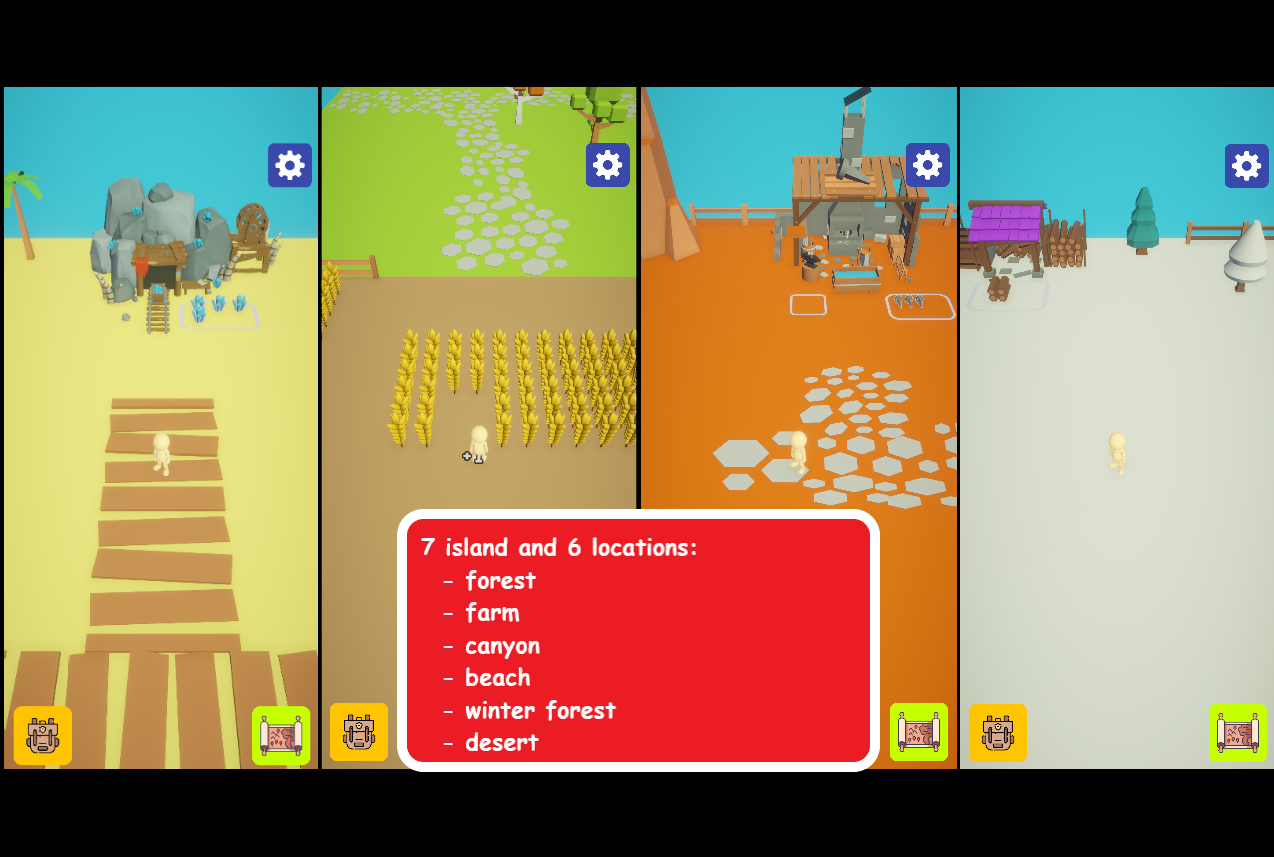 7 island and 6 locations:
- forest
- farm
- canyon
- beach
- winter forest
- desert